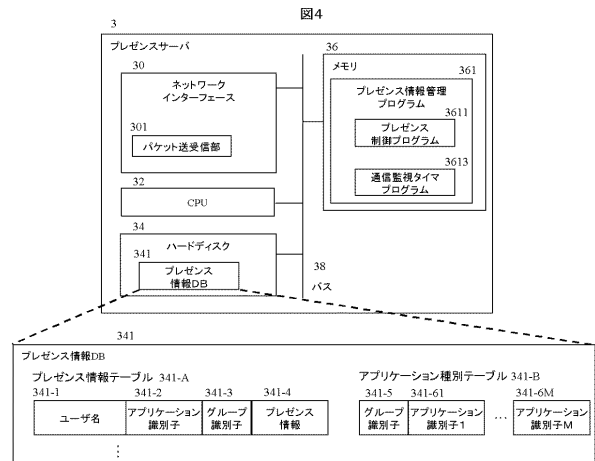 図4
3
プレゼンスサーバ
30
ネットワーク
インターフェース
301
パケット送受信部
32
CPU
34
ハードディスク
341
プレゼンス
情報DB
38
バス
36
メモリ
361
プレゼンス情報管理
プログラム
3611
プレゼンス
制御プログラム
3613
通信監視タイマ
プログラム
341
プレゼンス情報DB
プレゼンス情報テーブル 341-A
341-1 341-2 341-3 341-4
ユーザ名
アプリケーション
識別子
グループ
識別子
プレゼンス
情報
アプリケーション種別テーブル 341-B
341-5 341-61 341-6M
グループ
識別子
アプリケーション
識別子1
…
アプリケーション
識別子M